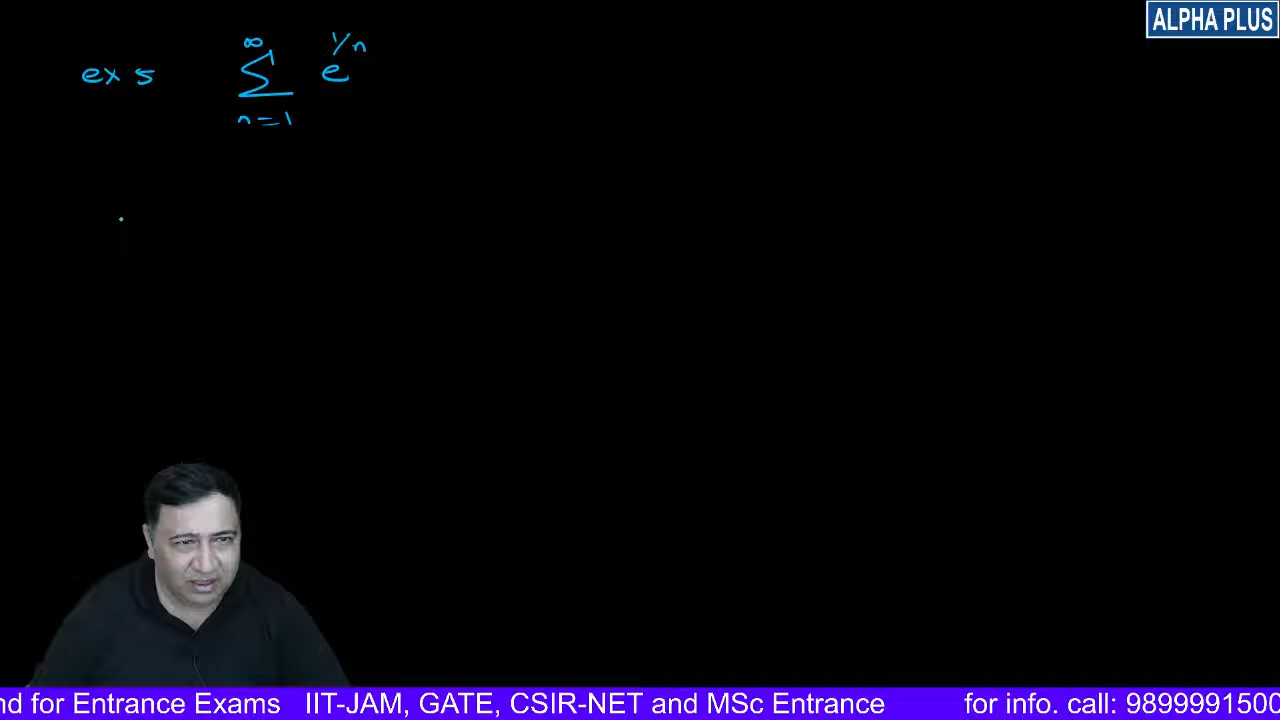 ALPHA PLUS
ex 5 ∞ ∑ n=1 e^1/n
nd for Entrance Exams IIT-JAM, GATE, CSIR-NET and MSc Entrance for info. call: 9899991500